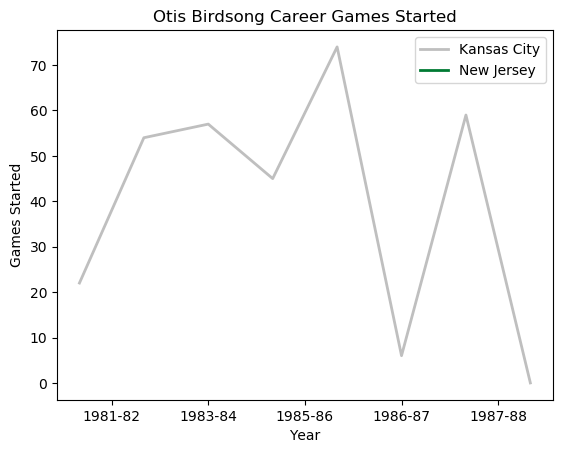 Otis Birdsong Career Games Started
Kansas City
New Jersey
Games Started
70
60
50
40
30
20
10
0
1981-82 1983-84 1985-86 1986-87 1987-88
Year